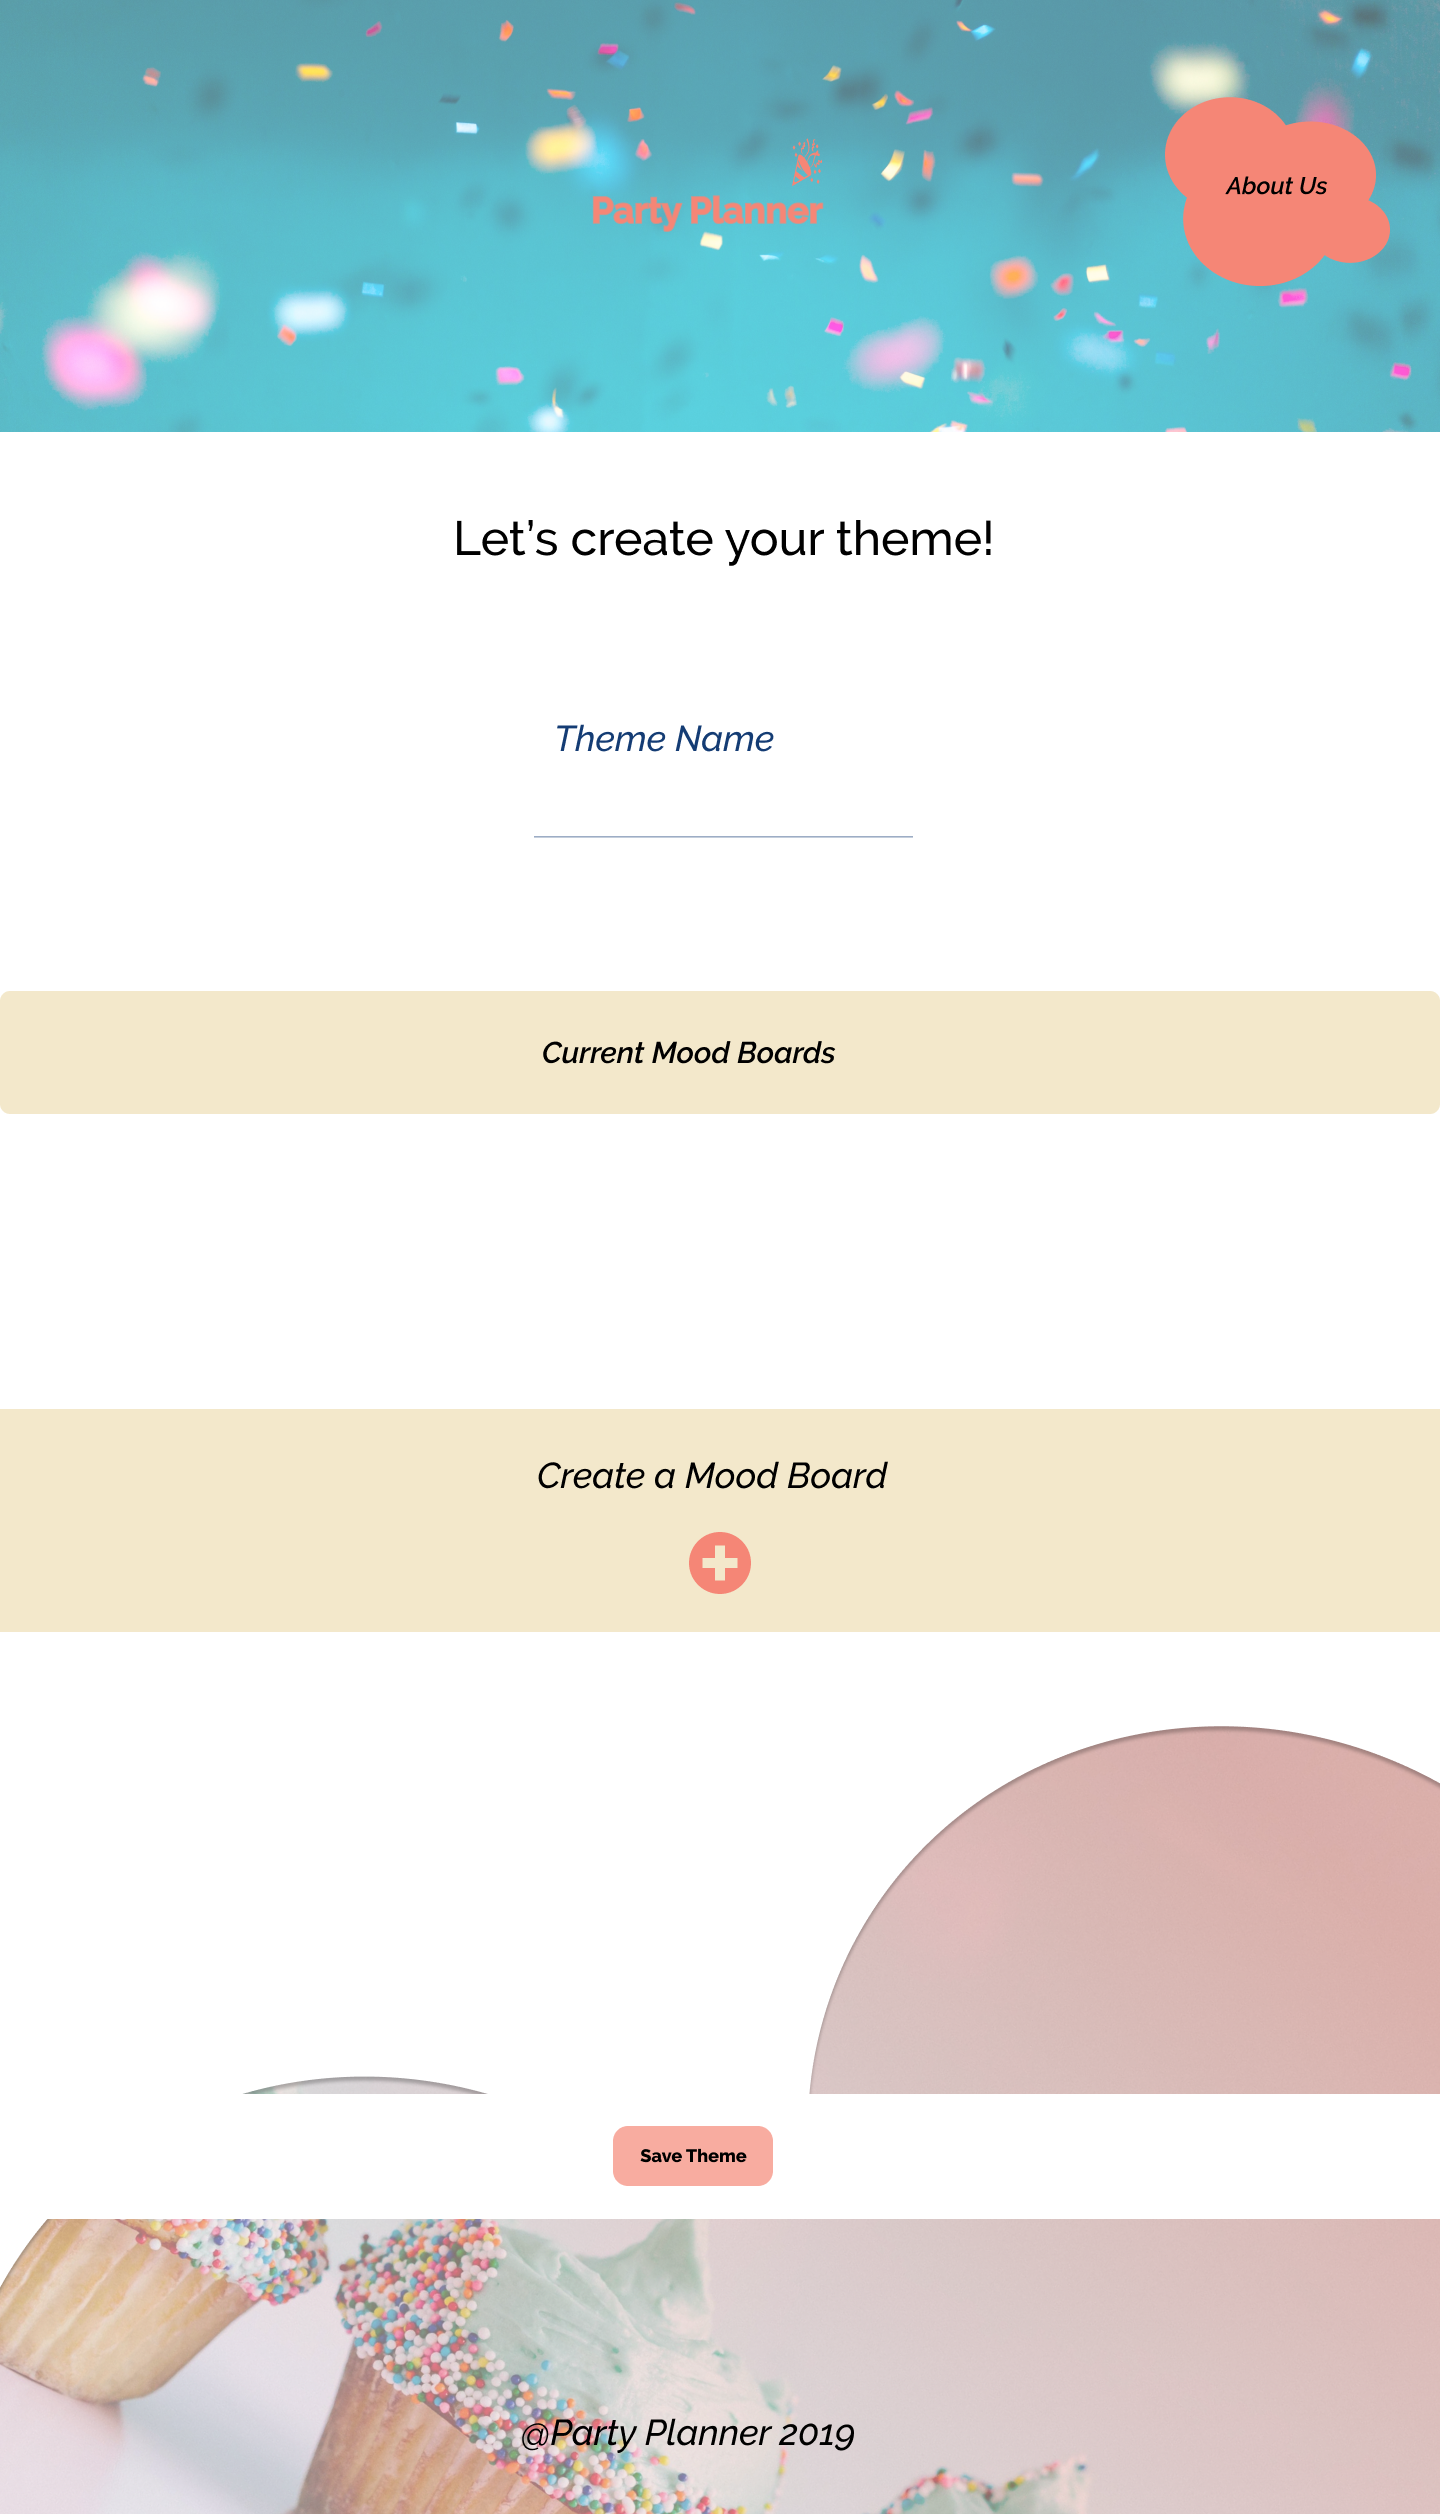 About Us
Party Planner
Let’s create your theme!
Theme Name
Current Mood Boards
Create a Mood Board
Save Theme
@Party Planner 2019